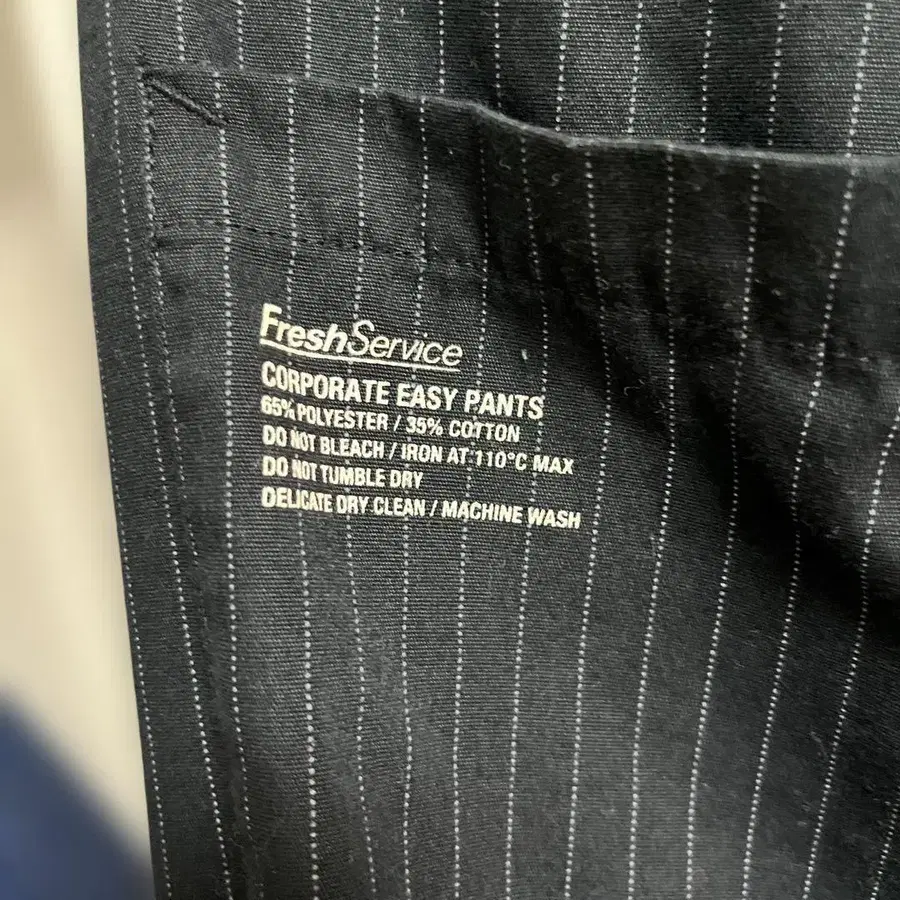 FreshService
CORPORATE EASY PANTS
65% POLYESTER / 35% COTTON
DO NOT BLEACH / IRON AT 110°C MAX
DO NOT TUMBLE DRY
DELICATE DRY CLEAN / MACHINE WASH